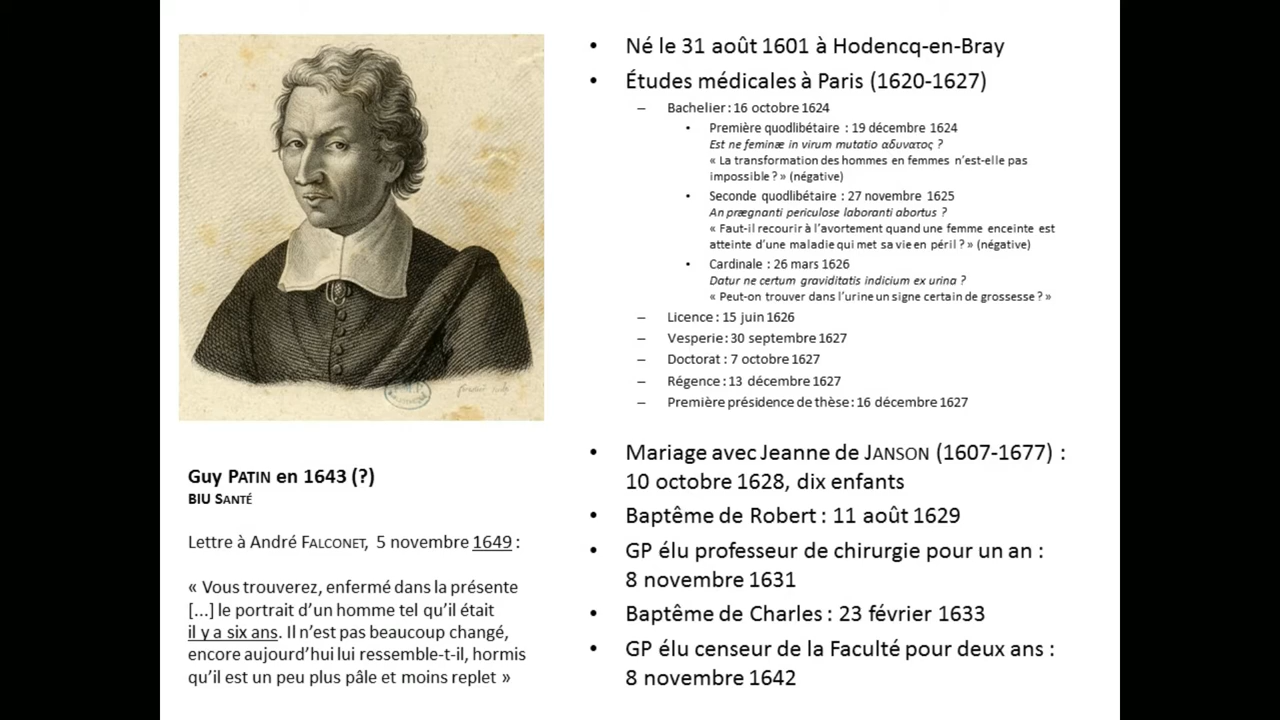 Guy PATIN en 1643 (?)
BIU SANTÉ
Lettre à André FALCONET, 5 novembre 1649 :
« Vous trouverez, enfermé dans la présente
[...] le portrait d’un homme tel qu’il était
il y a six ans. Il n’est pas beaucoup changé,
encore aujourd’hui lui ressemble-t-il, hormis
qu’il est un peu plus pâle et moins replet »
• Né le 31 août 1601 à Hodencq-en-Bray
• Études médicales à Paris (1620-1627)
– Bachelier : 16 octobre 1624
• Première quodlibétaire : 19 décembre 1624
Est ne feminæ in virum mutatio αδυνατος ?
« La transformation des hommes en femmes n’est-elle pas
impossible ? » (négative)
• Seconde quodlibétaire : 27 novembre 1625
An prægnanti periculose laboranti abortus ?
« Faut-il recourir à l’avortement quand une femme enceinte est
atteinte d’une maladie qui met sa vie en péril ? » (négative)
• Cardinale : 26 mars 1626
Datur ne certum graviditatis indicium ex urina ?
« Peut-on trouver dans l’urine un signe certain de grossesse ? »
– Licence : 15 juin 1626
– Vesperie : 30 septembre 1627
– Doctorat : 7 octobre 1627
– Régence : 13 décembre 1627
– Première présidence de thèse : 16 décembre 1627
• Mariage avec Jeanne de JANSON (1607-1677) :
10 octobre 1628, dix enfants
• Baptême de Robert : 11 août 1629
• GP élu professeur de chirurgie pour un an :
8 novembre 1631
• Baptême de Charles : 23 février 1633
• GP élu censeur de la Faculté pour deux ans :
8 novembre 1642